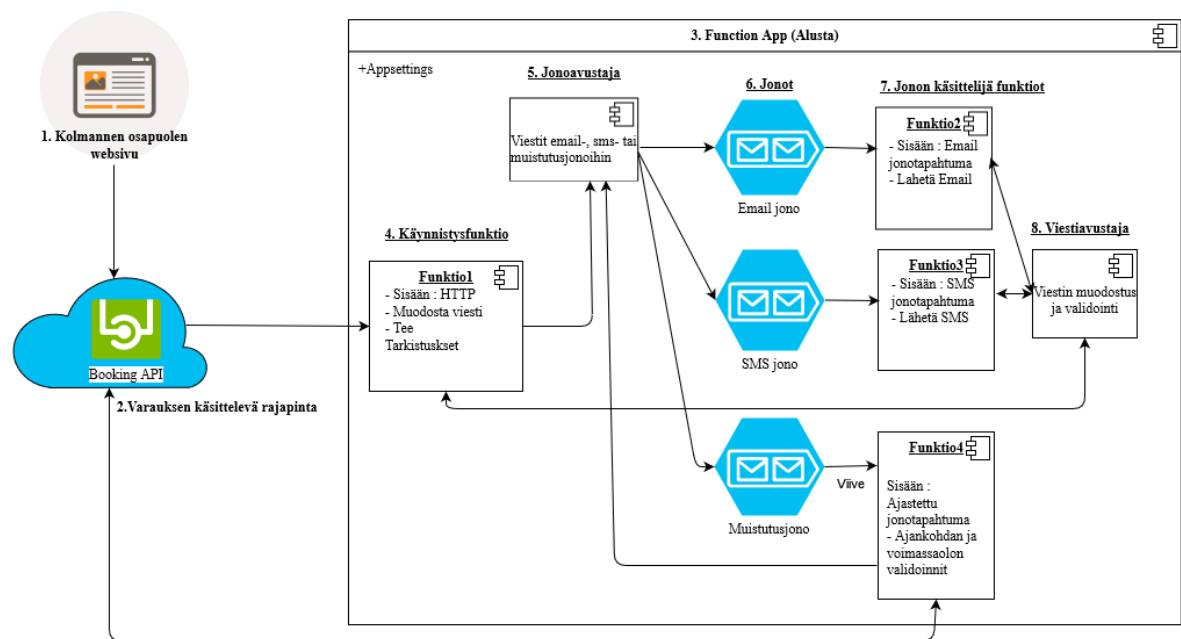 3. Function App (Alusta)
+Appsettings
1. Kolmannen osapuolen
websivu
Booking API
2.Varauksen käsittelevä rajapinta
4. Käynnistysfunktio
Funktio1
- Sisään : HTTP
- Muodosta viesti
- Tee
Tarkistuskset
5. Jonoavustaja
Viestit email-, sms- tai
muistutusjonoihin
6. Jonot
Email jono
SMS jono
Muistutusjono
Viive
7. Jonon käsittelijä funktiot
Funktio2
- Sisään : Email
jonotapahtuma
- Lahetä Email
Funktio3
- Sisään : SMS
jonotapahtuma
- Lähetä SMS
Funktio4
Sisään :
Ajastettu
jonotapahtuma
- Ajankohdan ja
voimassaolon
validoinnit
8. Viestiavustaja
Viestin muodostus
ja validointi